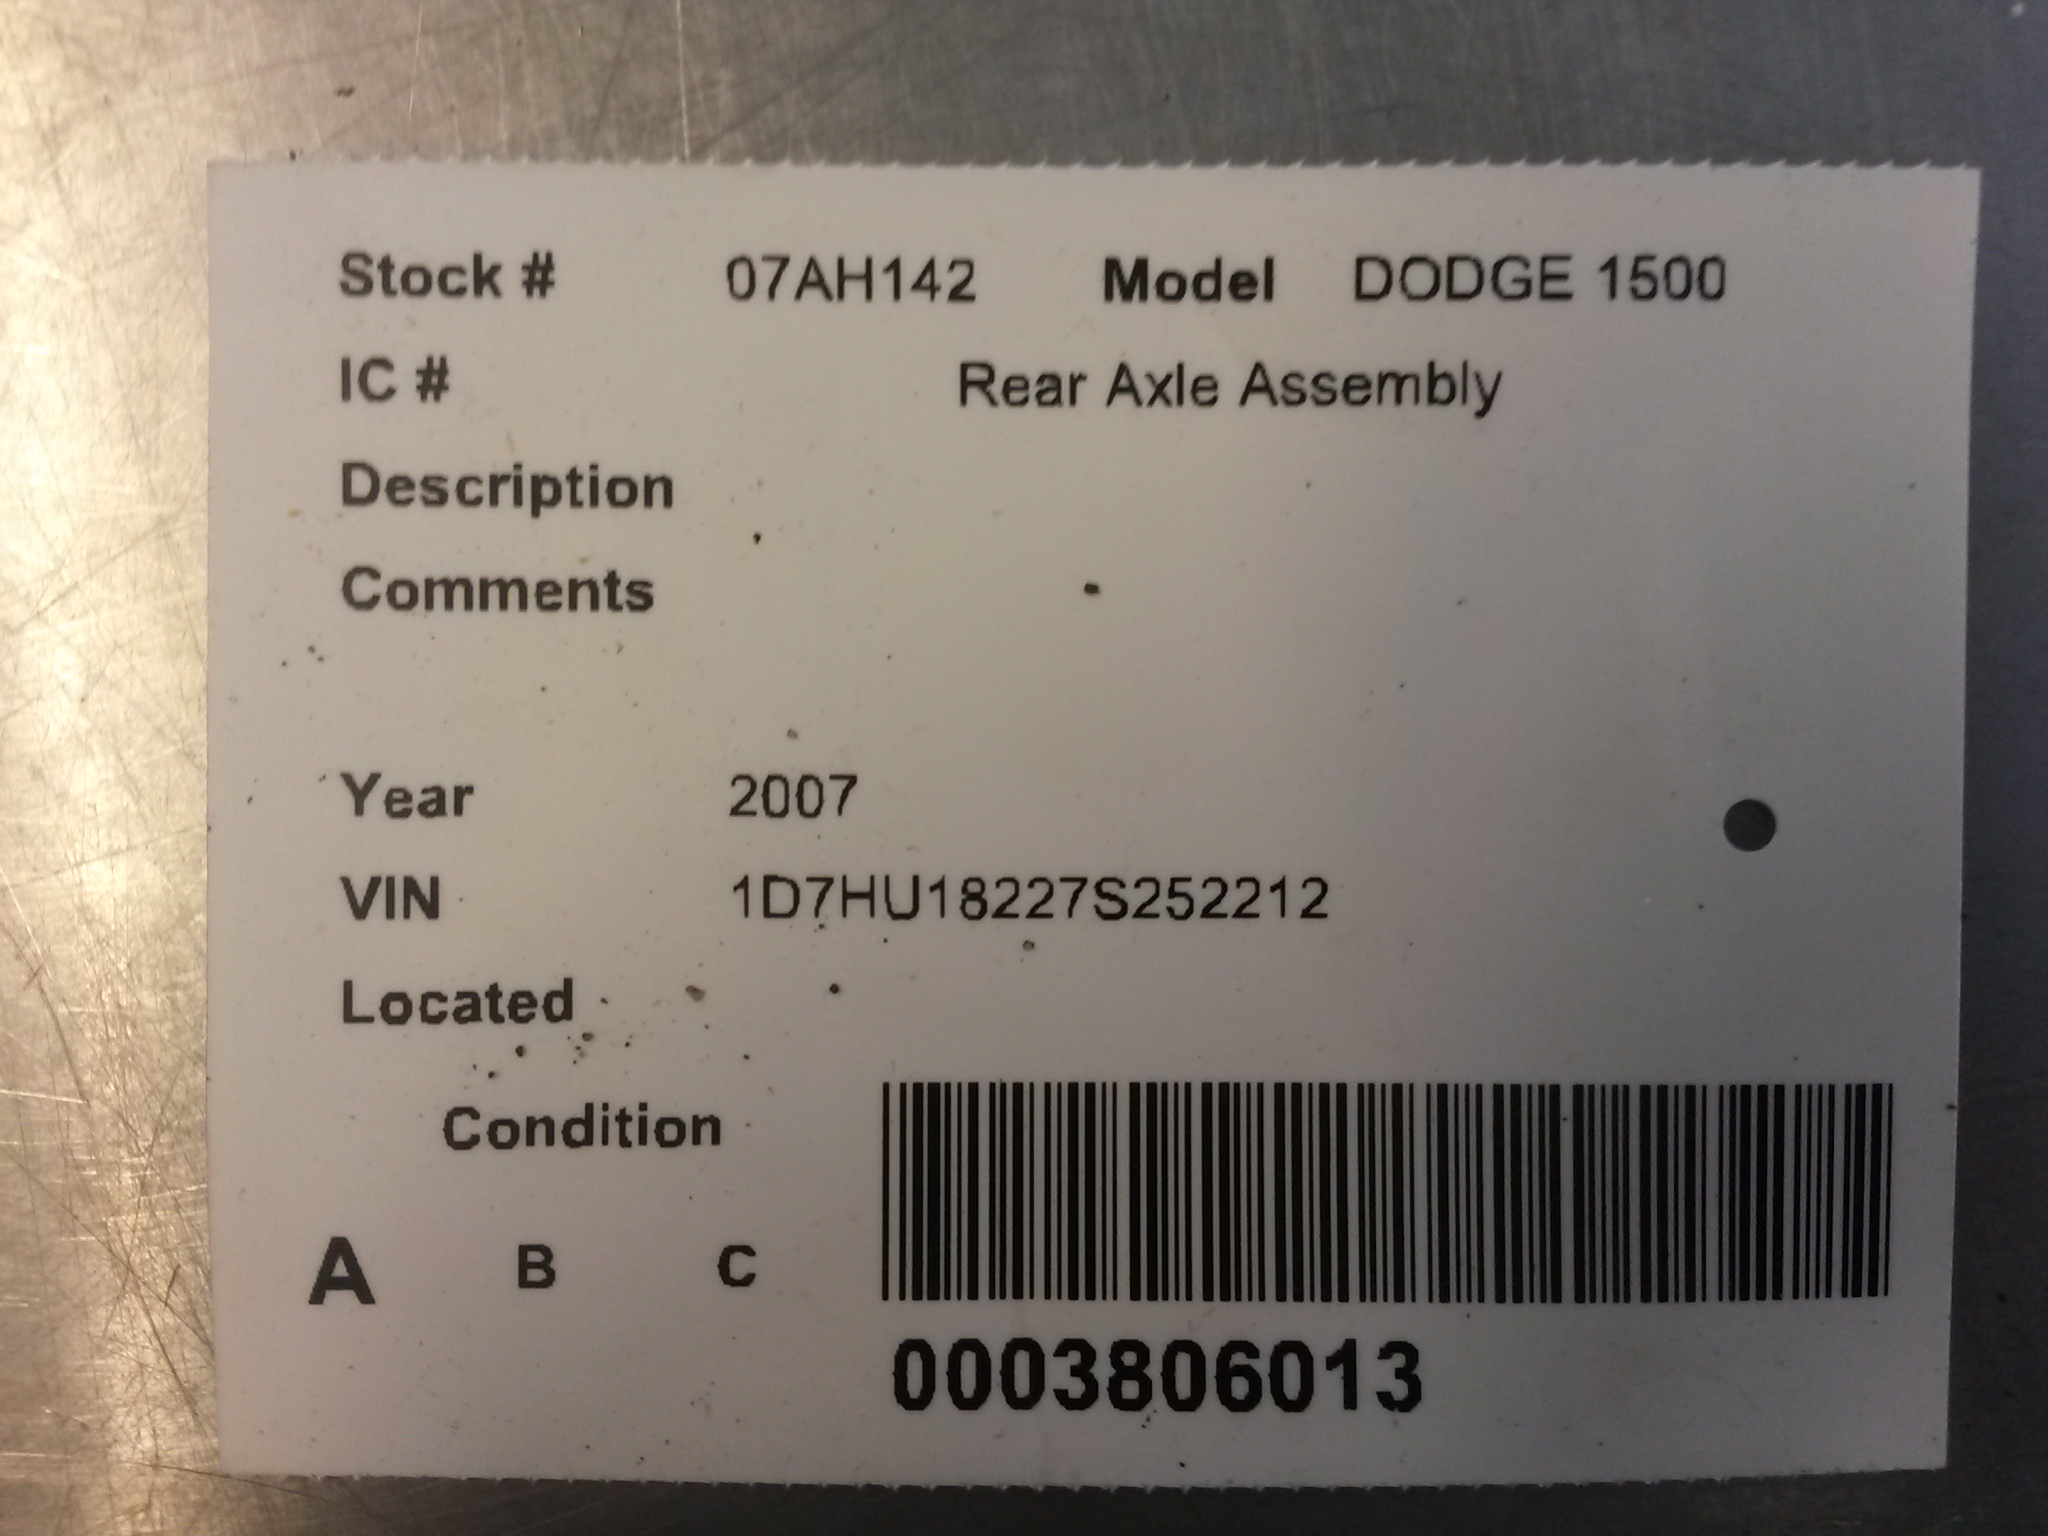 Stock # 07AH142 Model DODGE 1500
IC # Rear Axle Assembly
Description
Comments
Year 2007
VIN 1D7HU18227S252212
Located
Condition
A B C
0003806013